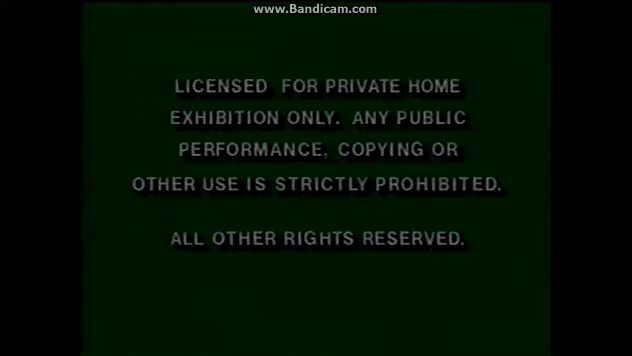 www.Bandicam.com
LICENSED FOR PRIVATE HOME
EXHIBITION ONLY. ANY PUBLIC
PERFORMANCE, COPYING OR
OTHER USE IS STRICTLY PROHIBITED.
ALL OTHER RIGHTS RESERVED.